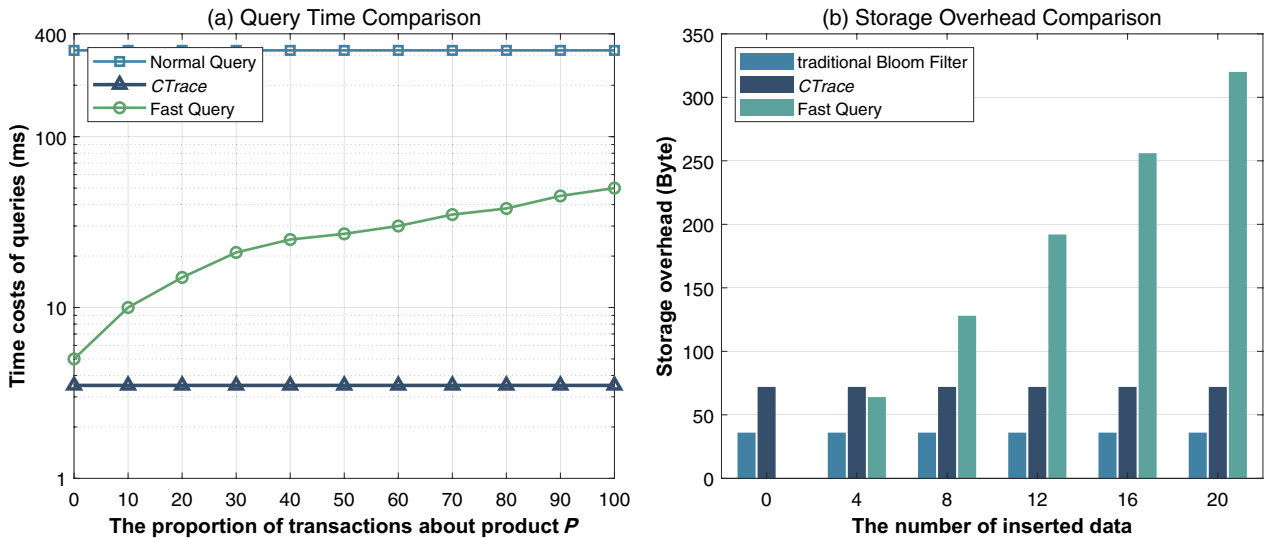 (a) Query Time Comparison
400
100
10
1
Time costs of queries (ms)
Normal Query
CTrace
Fast Query
0 10 20 30 40 50 60 70 80 90 100
The proportion of transactions about product P
(b) Storage Overhead Comparison
350
300
250
200
150
100
50
0
Storage overhead (Byte)
traditional Bloom Filter
CTrace
Fast Query
0 4 8 12 16 20
The number of inserted data